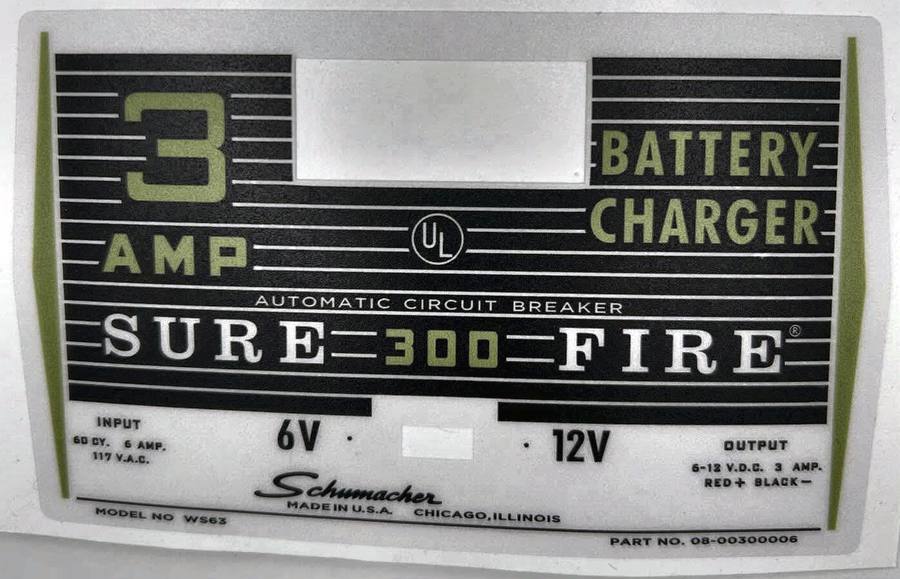 3
AMP
BATTERY
CHARGER
UL
AUTOMATIC CIRCUIT BREAKER
SURE 300 FIRE®
INPUT
60 CY. 6 AMP.
117 V.A.C.
6V · · 12V
OUTPUT
6-12 V.D.C. 3 AMP.
RED+ BLACK−
Schumacher
MADE IN U.S.A. CHICAGO, ILLINOIS
MODEL NO WS63
PART NO. 08-00300006